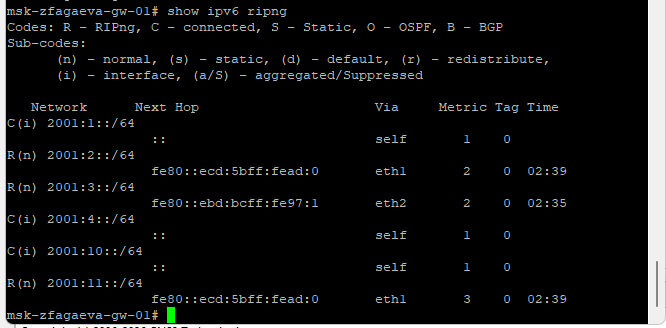 msk-zfagaeva-gw-01# show ipv6 ripng
Codes: R - RIPng, C - connected, S - Static, O - OSPF, B - BGP
Sub-codes:
      (n) - normal, (s) - static, (d) - default, (r) - redistribute,
      (i) - interface, (a/S) - aggregated/Suppressed

   Network      Next Hop                      Via     Metric Tag Time
C(i) 2001:1::/64
                  ::                          self       1    0
R(n) 2001:2::/64
                  fe80::ecd:5bff:fead:0       eth1       2    0  02:39
R(n) 2001:3::/64
                  fe80::ebd:bcff:fe97:1       eth2       2    0  02:35
C(i) 2001:4::/64
                  ::                          self       1    0
C(i) 2001:10::/64
                  ::                          self       1    0
R(n) 2001:11::/64
                  fe80::ecd:5bff:fead:0       eth1       3    0  02:39
msk-zfagaeva-gw-01#